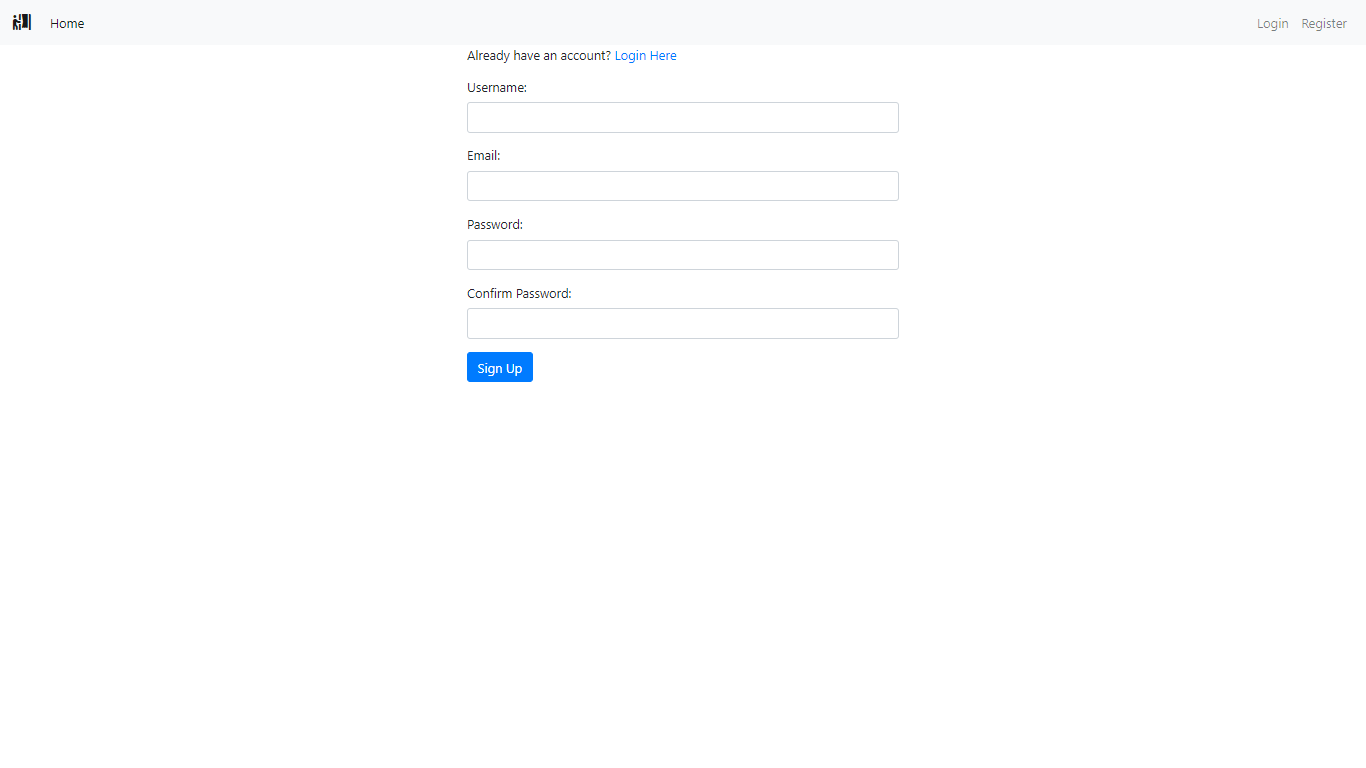 Home Login Register
Already have an account? Login Here
Username:
Email:
Password:
Confirm Password:
Sign Up